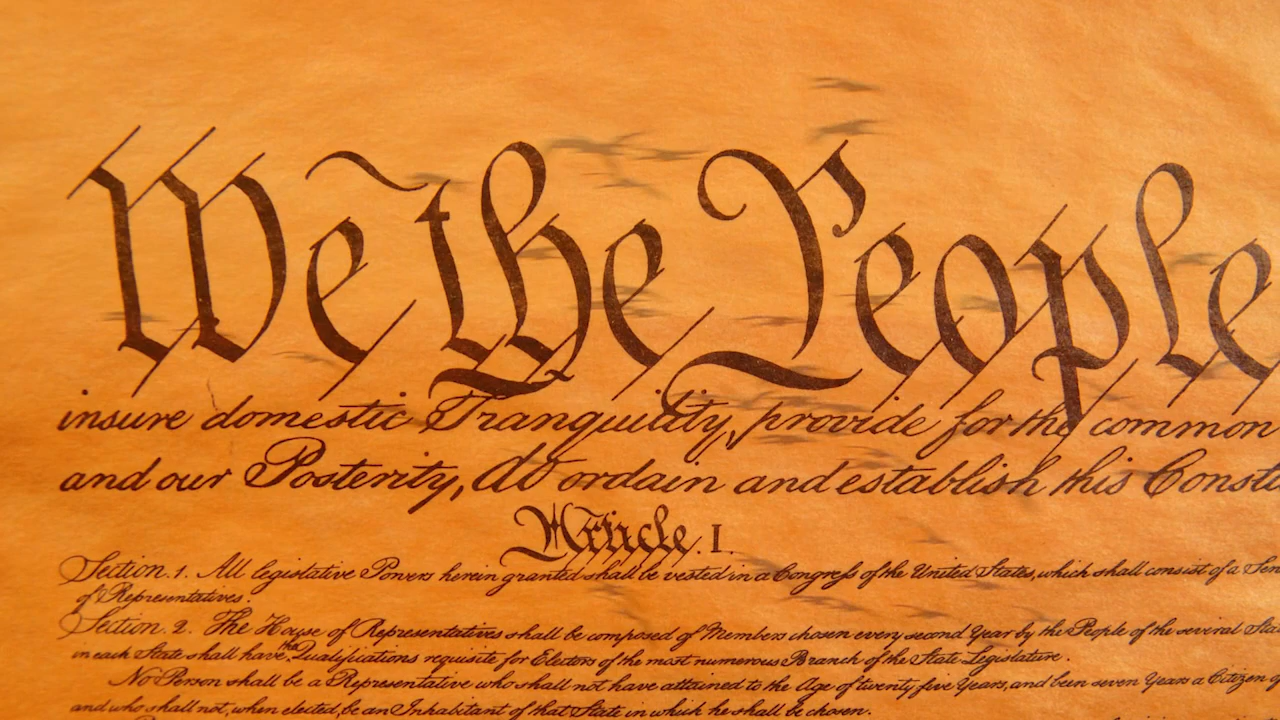 We the People
insure domestic Tranquility, provide for the common
and our Posterity, do ordain and establish this Const
Article. I.
Section. 1. All legislative Powers herein granted shall be vested in a Congress of the United States, which shall consist of a Sen
of Representatives.
Section. 2. The House of Representatives shall be composed of Members chosen every second Year by the People of the several Sta
in each State shall have the Qualifications requisite for Electors of the most numerous Branch of the State Legislature.
No Person shall be a Representative who shall not have attained to the Age of twenty five Years, and been seven Years a Citizen o
and who shall not, when elected, be an Inhabitant of that State in which he shall be chosen.